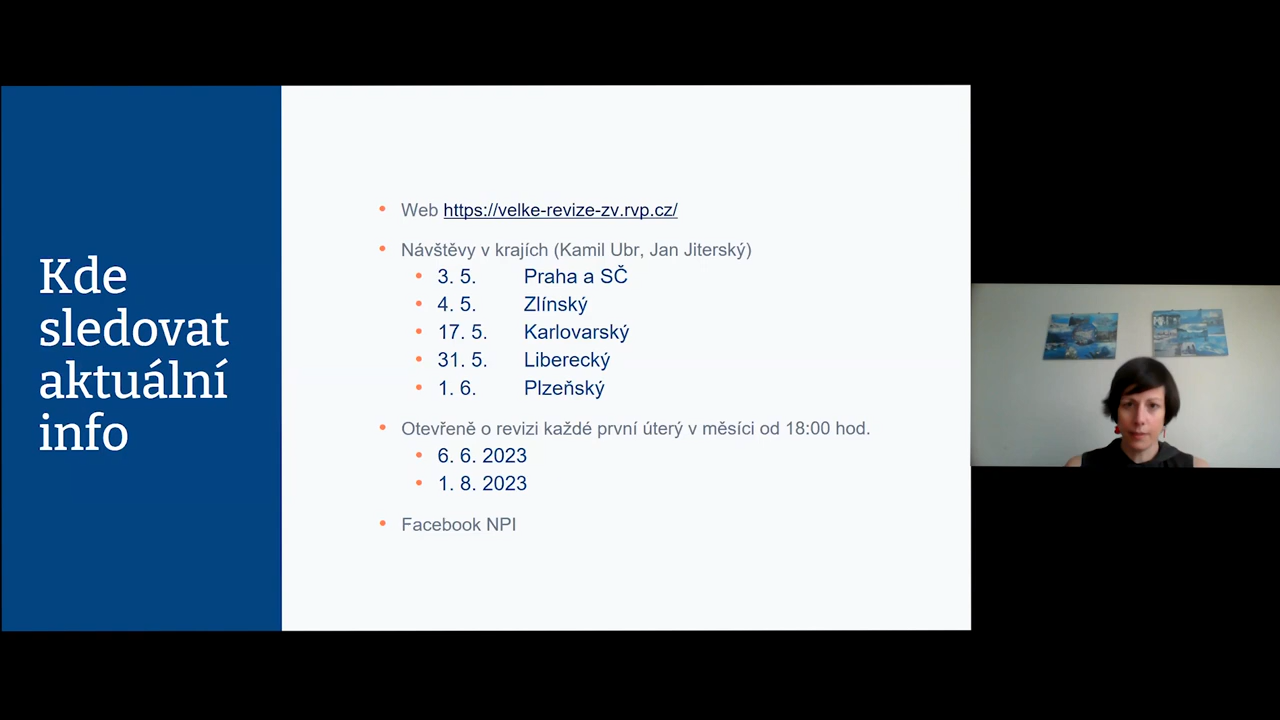 Kde
sledovat
aktuální
info
• Web https://velke-revize-zv.rvp.cz/
• Návštěvy v krajích (Kamil Ubr, Jan Jiterský)
• 3. 5. Praha a SČ
• 4. 5. Zlínský
• 17. 5. Karlovarský
• 31. 5. Liberecký
• 1. 6. Plzeňský
• Otevřeně o revizi každé první úterý v měsíci od 18:00 hod.
• 6. 6. 2023
• 1. 8. 2023
• Facebook NPI